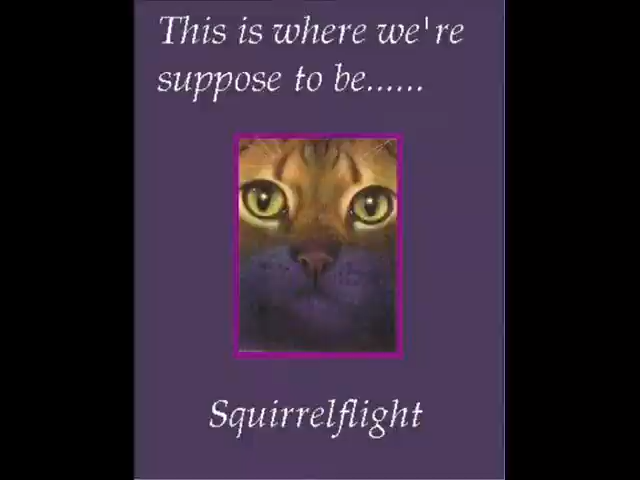 This is where we're
suppose to be......
Squirrelflight